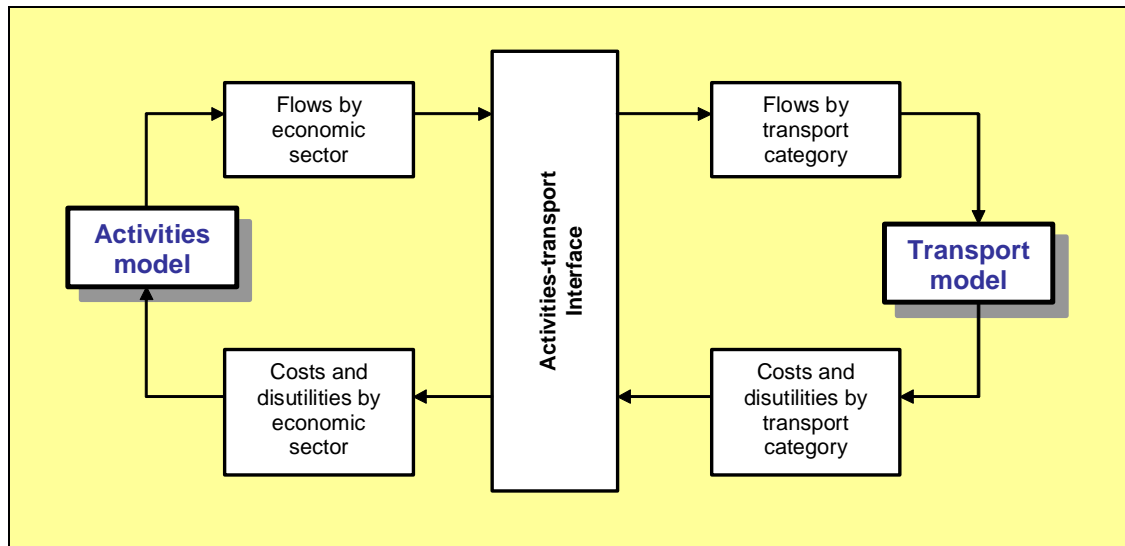 Flows by
economic
sector
Flows by
transport
category
Activities
model
Activities-transport
Interface
Transport
model
Costs and
disutilities by
economic
sector
Costs and
disutilities by
transport
category